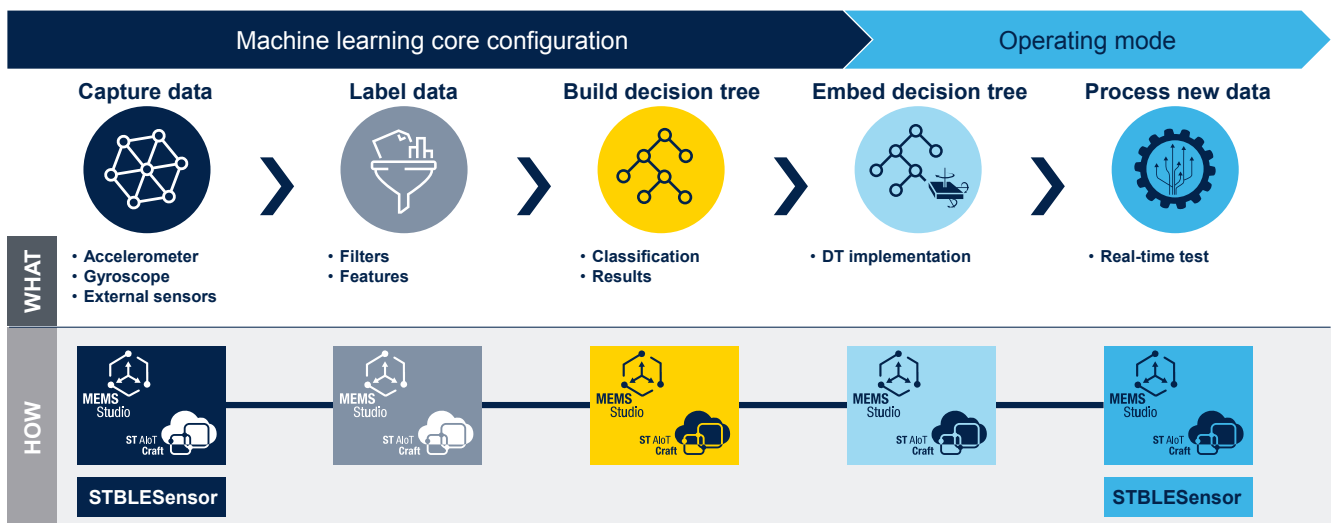 Machine learning core configuration
Operating mode
Capture data
Label data
Build decision tree
Embed decision tree
Process new data
WHAT
• Accelerometer
• Gyroscope
• External sensors
• Filters
• Features
• Classification
• Results
• DT implementation
• Real-time test
HOW
MEMS
Studio
ST AIoT
Craft
MEMS
Studio
ST AIoT
Craft
MEMS
Studio
ST AIoT
Craft
MEMS
Studio
ST AIoT
Craft
MEMS
Studio
ST AIoT
Craft
STBLESensor
STBLESensor